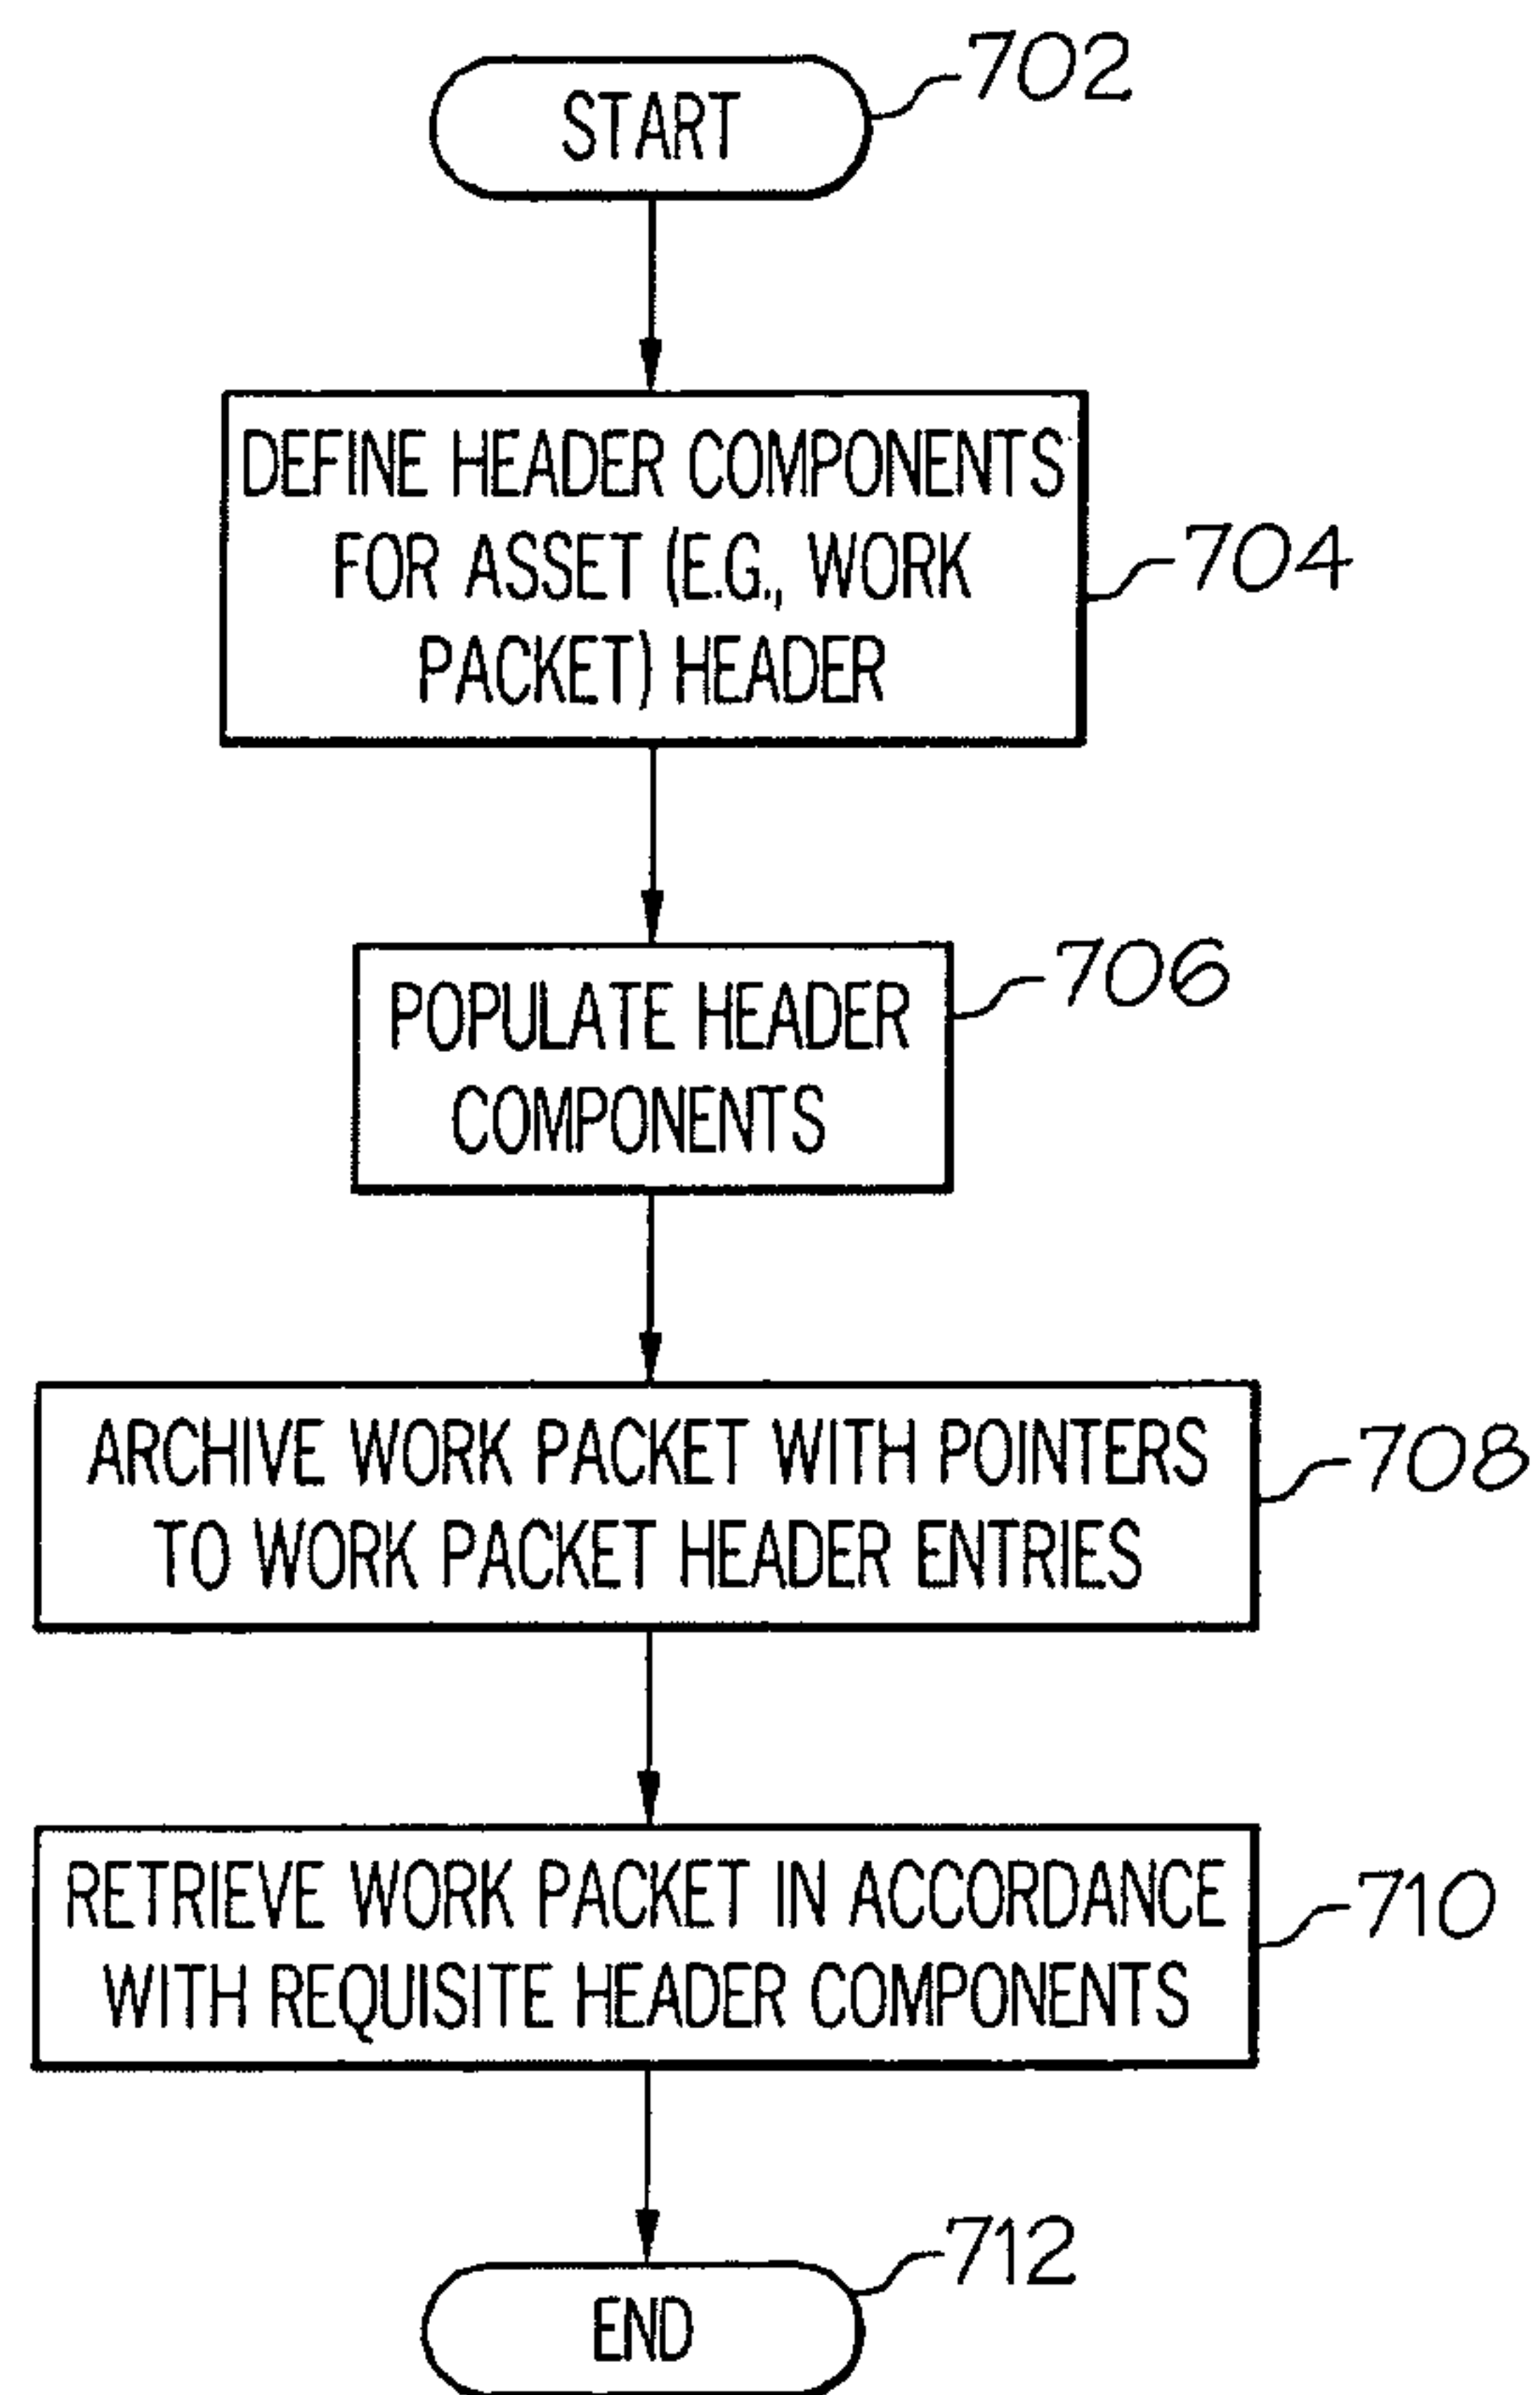 START
702
DEFINE HEADER COMPONENTS
FOR ASSET (E.G., WORK
PACKET) HEADER
704
POPULATE HEADER
COMPONENTS
706
ARCHIVE WORK PACKET WITH POINTERS
TO WORK PACKET HEADER ENTRIES
708
RETRIEVE WORK PACKET IN ACCORDANCE
WITH REQUISITE HEADER COMPONENTS
710
END
712